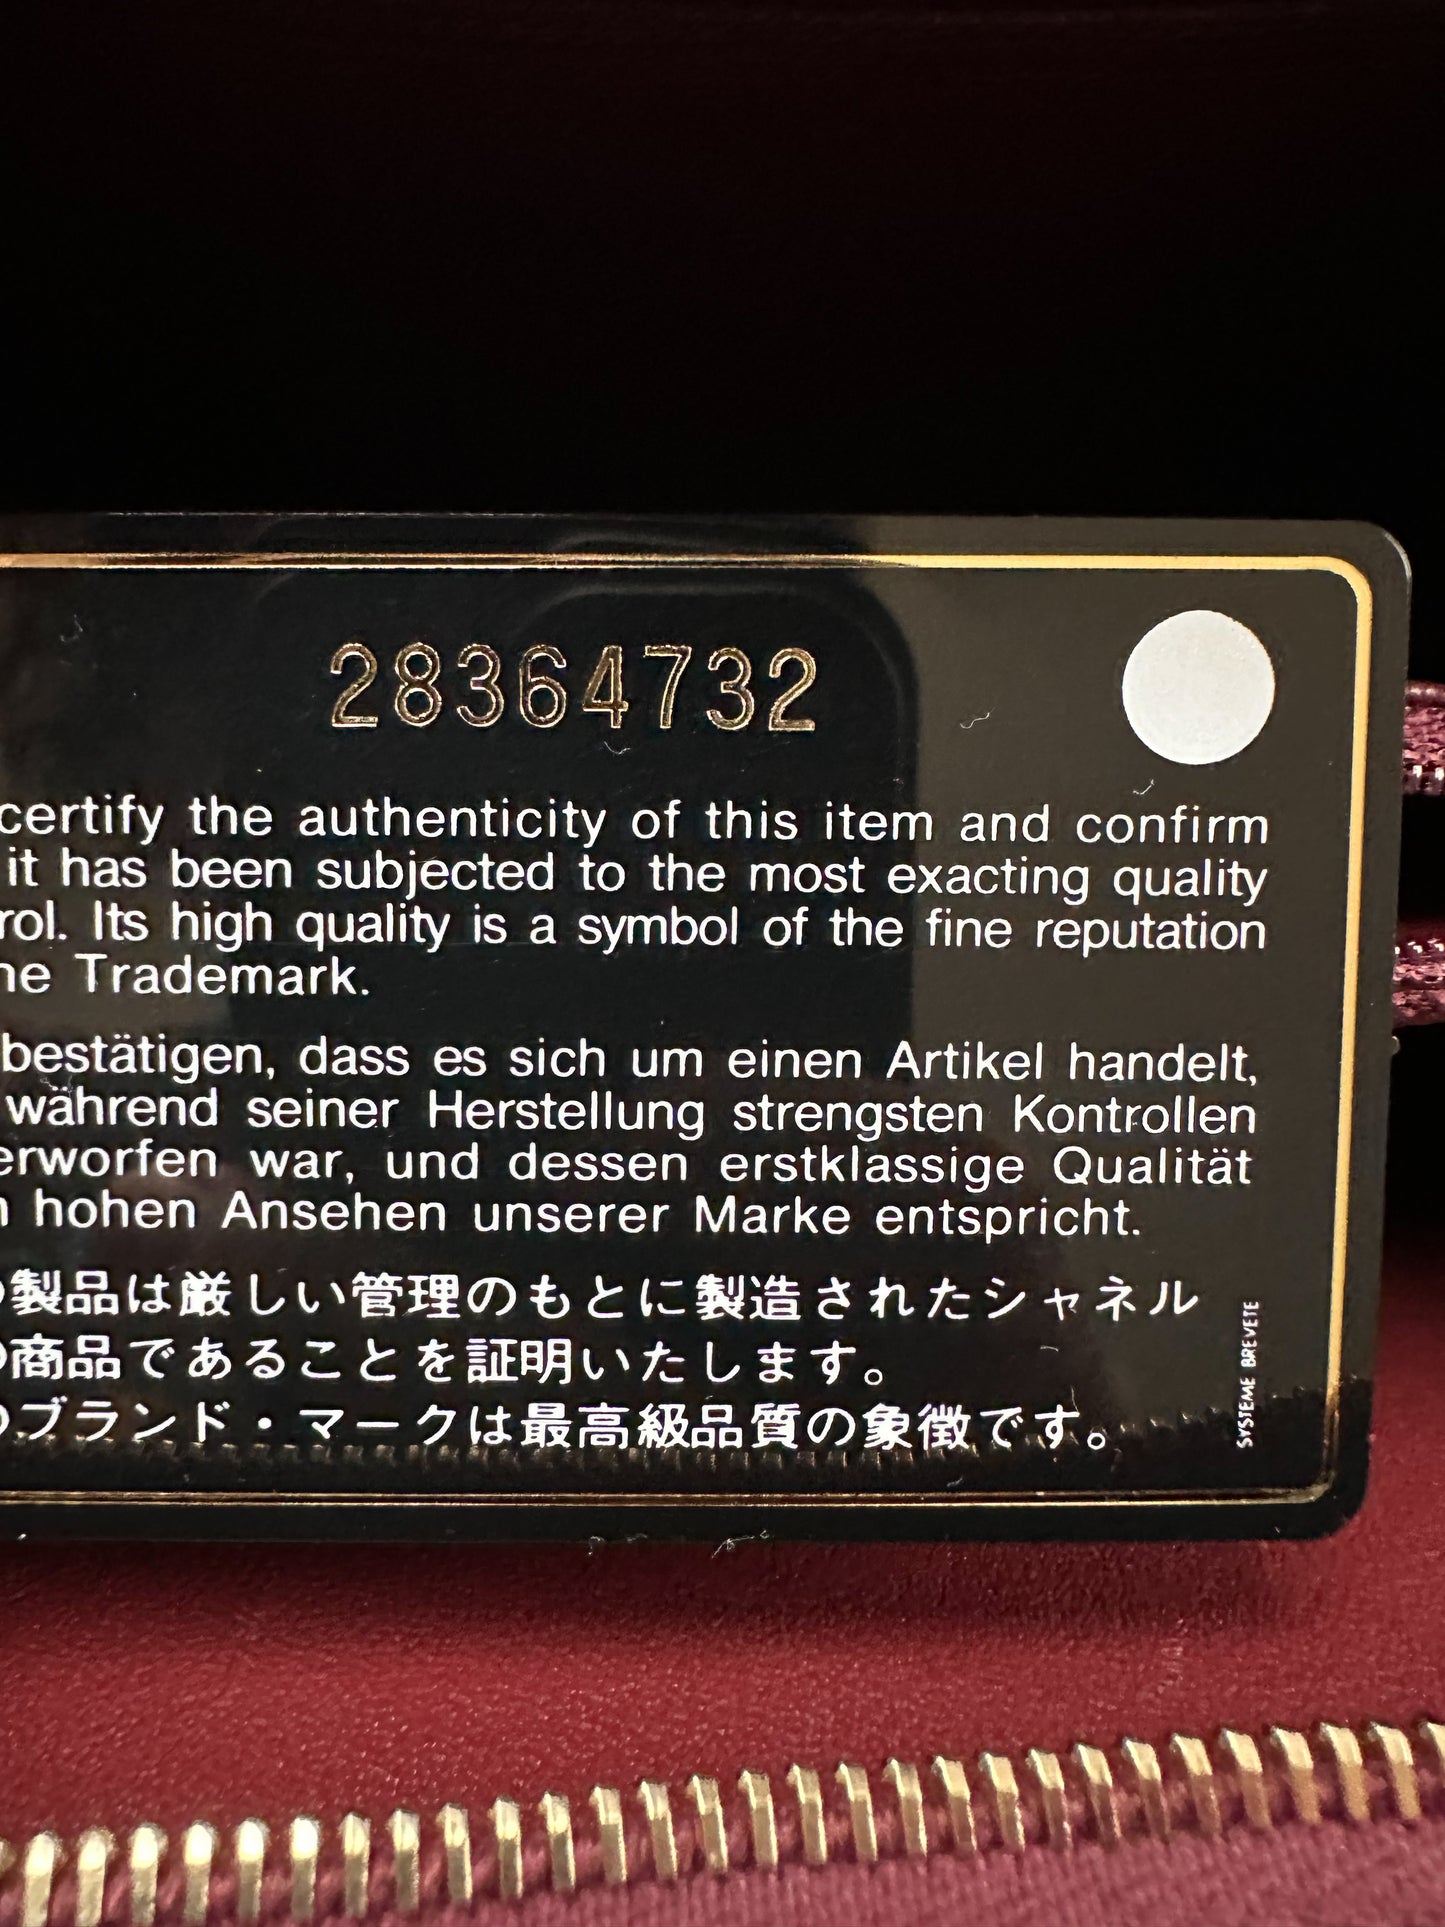 28364732
certify the authenticity of this item and confirm
it has been subjected to the most exacting quality
rol. Its high quality is a symbol of the fine reputation
he Trademark.
bestätigen, dass es sich um einen Artikel handelt,
während seiner Herstellung strengsten Kontrollen
erworfen war, und dessen erstklassige Qualität
hohen Ansehen unserer Marke entspricht.
の製品は厳しい管理のもとに製造されたシャネル
の商品であることを証明いたします。
のブランド・マークは最高級品質の象徴です。
SYSTEME BREVETE